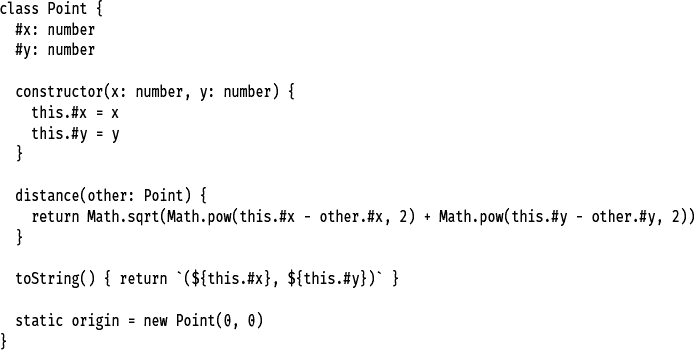 class Point {
  #x: number
  #y: number

  constructor(x: number, y: number) {
    this.#x = x
    this.#y = y
  }

  distance(other: Point) {
    return Math.sqrt(Math.pow(this.#x - other.#x, 2) + Math.pow(this.#y - other.#y, 2))
  }

  toString() { return `(${this.#x}, ${this.#y})` }

  static origin = new Point(0, 0)
}